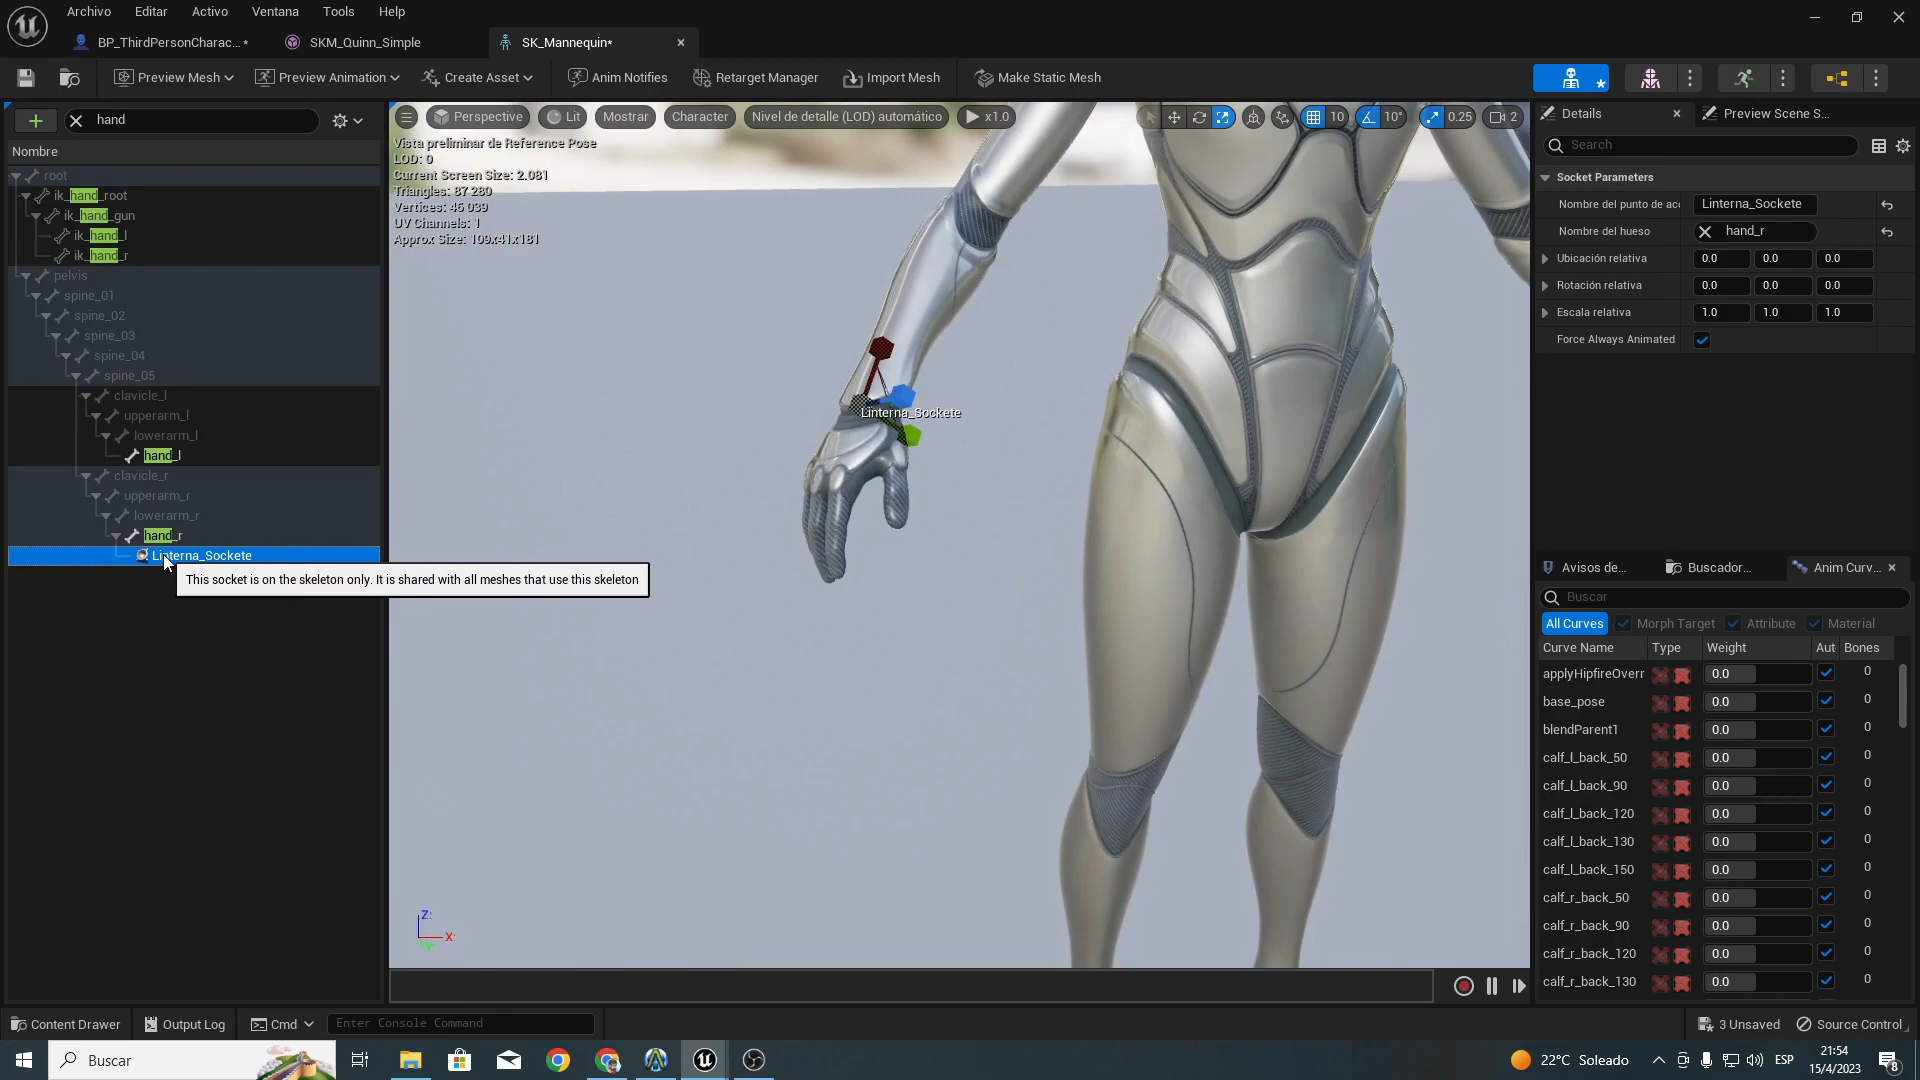 Archivo Editar Activo Ventana Tools Help
BP_ThirdPersonCharac...* SKM_Quinn_Simple SK_Mannequin*
Preview Mesh Preview Animation Create Asset Anim Notifies Retarget Manager Import Mesh Make Static Mesh
hand
Nombre
root
ik_hand_root
ik_hand_gun
ik_hand_l
ik_hand_r
pelvis
spine_01
spine_02
spine_03
spine_04
spine_05
clavicle_l
upperarm_l
lowerarm_l
hand_l
clavicle_r
upperarm_r
lowerarm_r
hand_r
Linterna_Sockete
This socket is on the skeleton only. It is shared with all meshes that use this skeleton
Perspective Lit Mostrar Character Nivel de detalle (LOD) automático x1.0 10 10° 0.25 2
Vista preliminar de Reference Pose
LOD: 0
Current Screen Size: 2.081
Triangles: 87 280
Vertices: 46 039
UV Channels: 1
Approx Size: 109x41x181
Linterna_Sockete
Z:
X:
Details Preview Scene S...
Search
Socket Parameters
Nombre del punto de acc Linterna_Sockete
Nombre del hueso hand_r
Ubicación relativa 0.0 0.0 0.0
Rotación relativa 0.0 0.0 0.0
Escala relativa 1.0 1.0 1.0
Force Always Animated
Avisos de... Buscador... Anim Curv...
Buscar
All Curves Morph Target Attribute Material
Curve Name Type Weight Aut Bones
applyHipfireOverr 0.0 0
base_pose 0.0 0
blendParent1 0.0 0
calf_l_back_50 0.0 0
calf_l_back_90 0.0 0
calf_l_back_120 0.0 0
calf_l_back_130 0.0 0
calf_l_back_150 0.0 0
calf_r_back_50 0.0 0
calf_r_back_90 0.0 0
calf_r_back_120 0.0 0
calf_r_back_130 0.0 0
Content Drawer Output Log Cmd Enter Console Command 3 Unsaved Source Control
Buscar 22°C Soleado ESP 21:54
15/4/2023 8